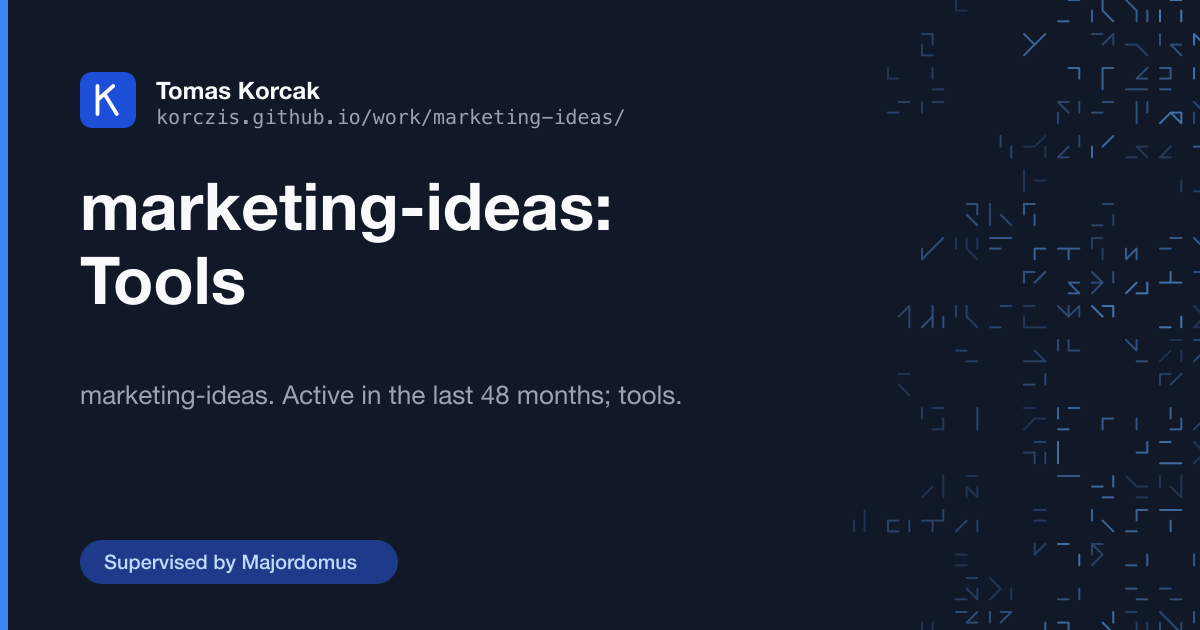 K
Tomas Korcak
korczis.github.io/work/marketing-ideas/
marketing-ideas:
Tools
marketing-ideas. Active in the last 48 months; tools.
Supervised by Majordomus